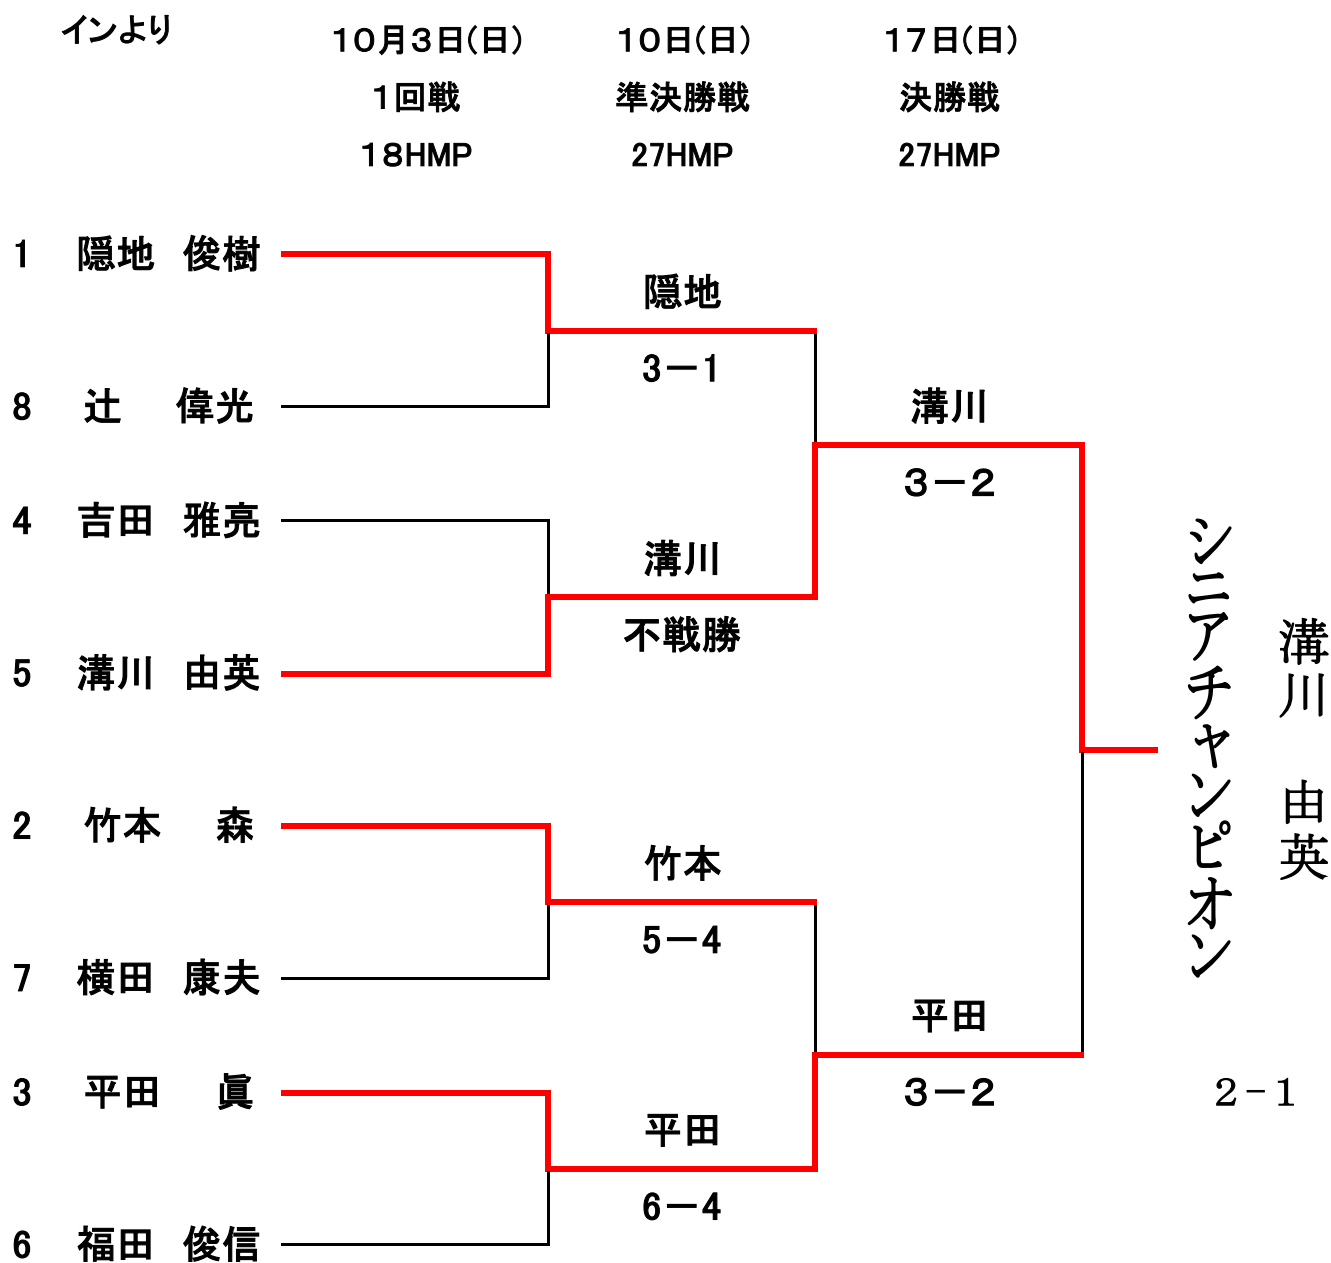 インより
10月3日(日) 10日(日) 17日(日)
1回戦 準決勝戦 決勝戦
18HMP 27HMP 27HMP
1 隠地 俊樹
隠地
3－1
8 辻 偉光
溝川
3－2
4 吉田 雅亮
溝川
不戦勝
5 溝川 由英
シニアチャンピオン
溝川 由英
2 竹本 森
竹本
5－4
7 横田 康夫
平田
3－2
3 平田 眞
2-1
平田
6－4
6 福田 俊信